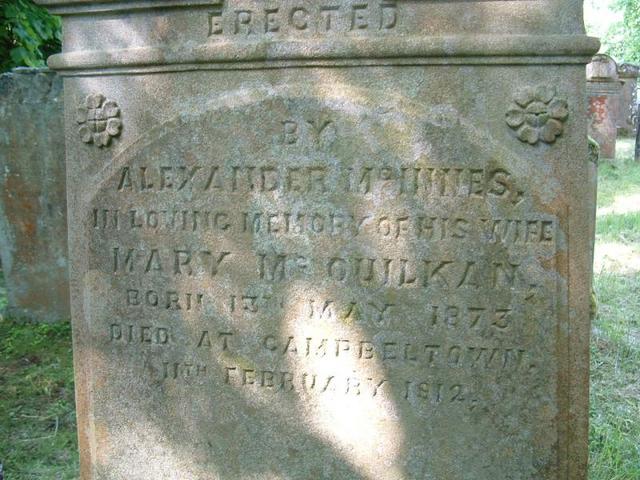 ERECTED
BY
ALEXANDER McINNES,
IN LOVING MEMORY OF HIS WIFE
MARY McQUILKAN,
BORN 13TH MAY 1873
DIED AT CAMPBELTOWN,
11TH FEBRUARY 1912.